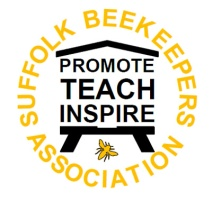 SUFFOLK BEEKEEPERS
PROMOTE
TEACH
INSPIRE
ASSOCIATION